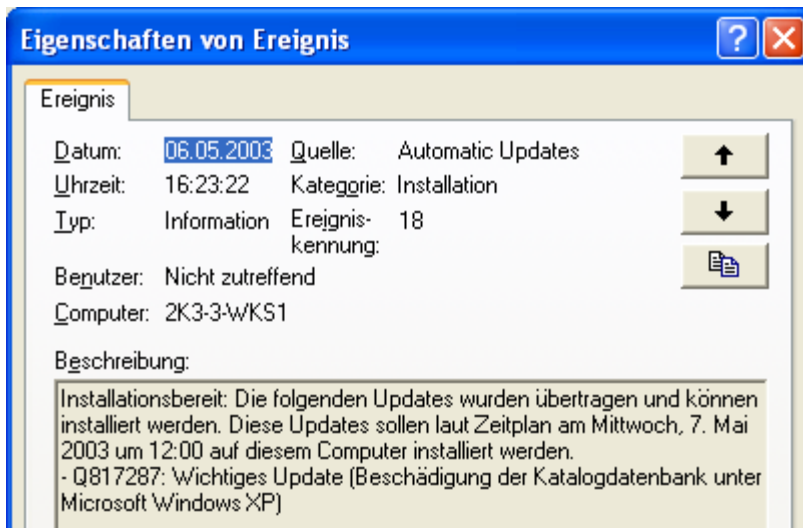 Eigenschaften von Ereignis
Ereignis
Datum: 06.05.2003 Quelle: Automatic Updates
Uhrzeit: 16:23:22 Kategorie: Installation
Typ: Information Ereignis-
kennung: 18
Benutzer: Nicht zutreffend
Computer: 2K3-3-WKS1
Beschreibung:
Installationsbereit: Die folgenden Updates wurden übertragen und können
installiert werden. Diese Updates sollen laut Zeitplan am Mittwoch, 7. Mai
2003 um 12:00 auf diesem Computer installiert werden.
- Q817287: Wichtiges Update (Beschädigung der Katalogdatenbank unter
Microsoft Windows XP)